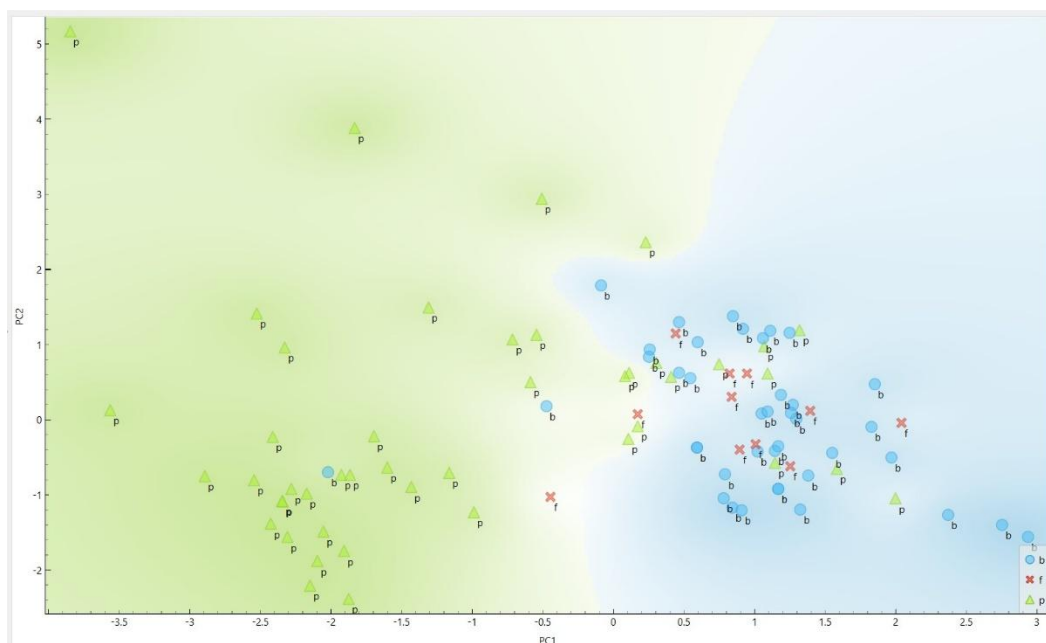 PC2
5
4
3
2
1
0
-1
-2
-3.5 -3 -2.5 -2 -1.5 -1 -0.5 0 0.5 1 1.5 2 2.5 3
PC1
p
p
p
p
b
p p b b b b b p
p p p b b f b p
p b b p p b f f p
p b p p b f b b b f b f
p p f p b b
p p b p p p p p b f f b b p f b b p b
p p p p p b b p
p p p f b b b b b b b
p p p
p p
b
f
p